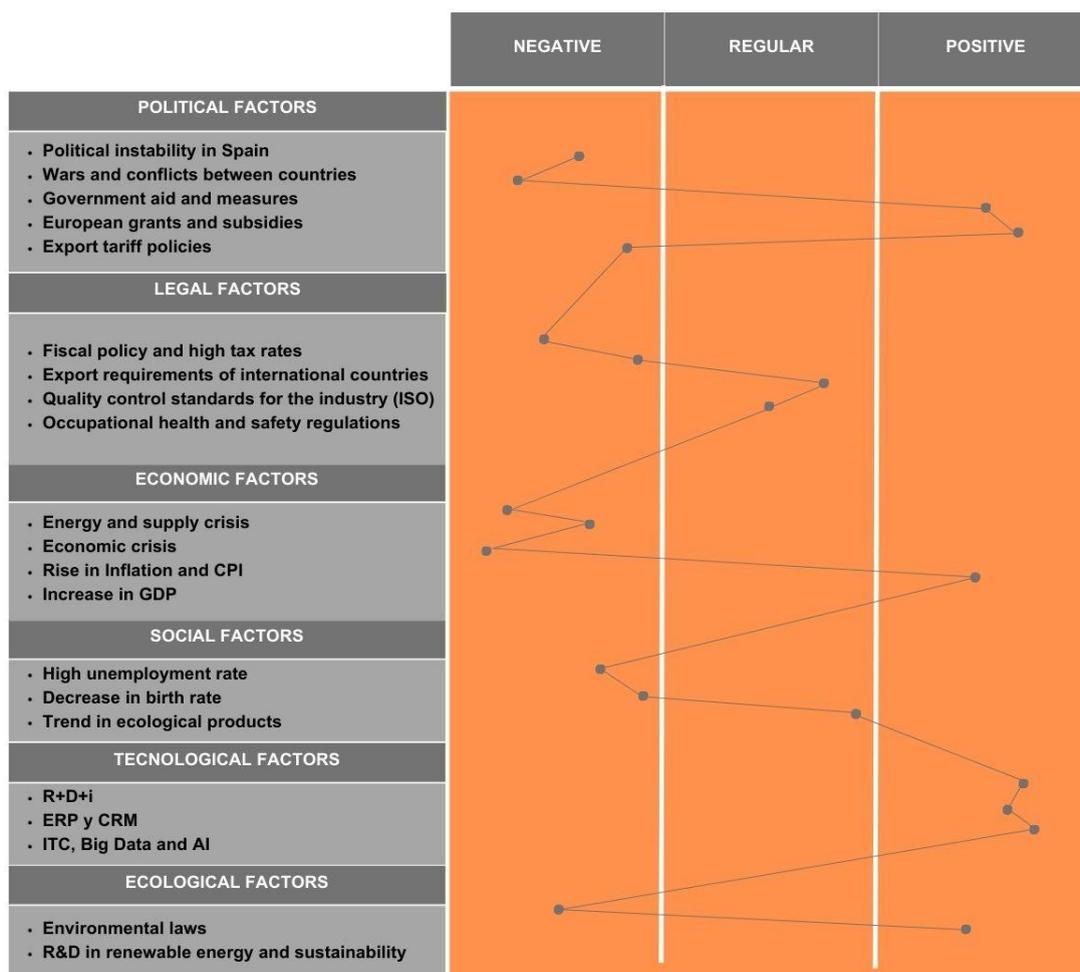 NEGATIVE REGULAR POSITIVE
POLITICAL FACTORS
• Political instability in Spain
• Wars and conflicts between countries
• Government aid and measures
• European grants and subsidies
• Export tariff policies
LEGAL FACTORS
• Fiscal policy and high tax rates
• Export requirements of international countries
• Quality control standards for the industry (ISO)
• Occupational health and safety regulations
ECONOMIC FACTORS
• Energy and supply crisis
• Economic crisis
• Rise in Inflation and CPI
• Increase in GDP
SOCIAL FACTORS
• High unemployment rate
• Decrease in birth rate
• Trend in ecological products
TECNOLOGICAL FACTORS
• R+D+i
• ERP y CRM
• ITC, Big Data and AI
ECOLOGICAL FACTORS
• Environmental laws
• R&D in renewable energy and sustainability